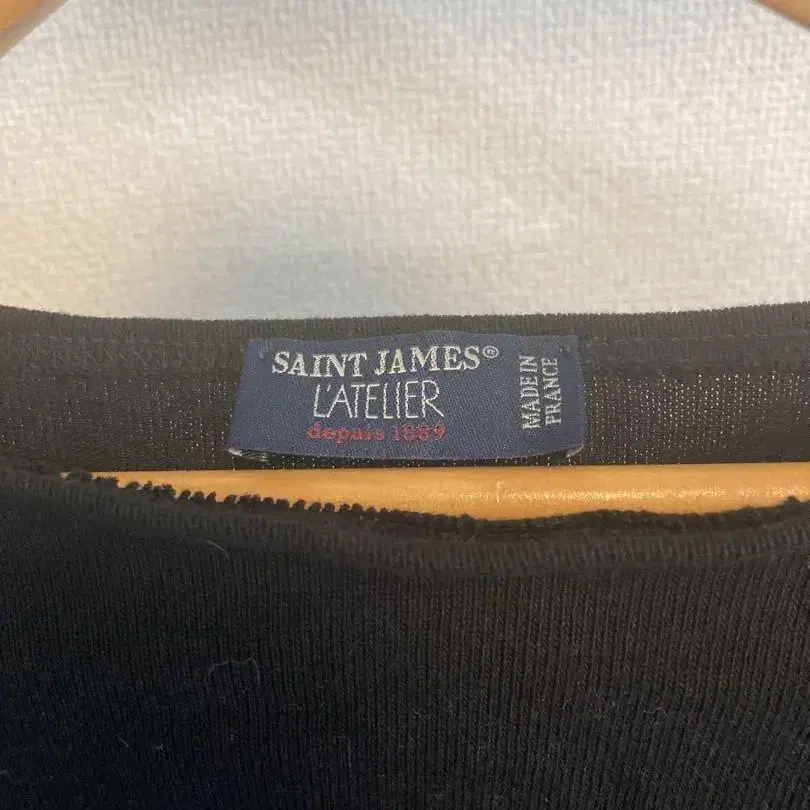 SAINT JAMES®
L'ATELIER
depuis 1889
MADE IN
FRANCE